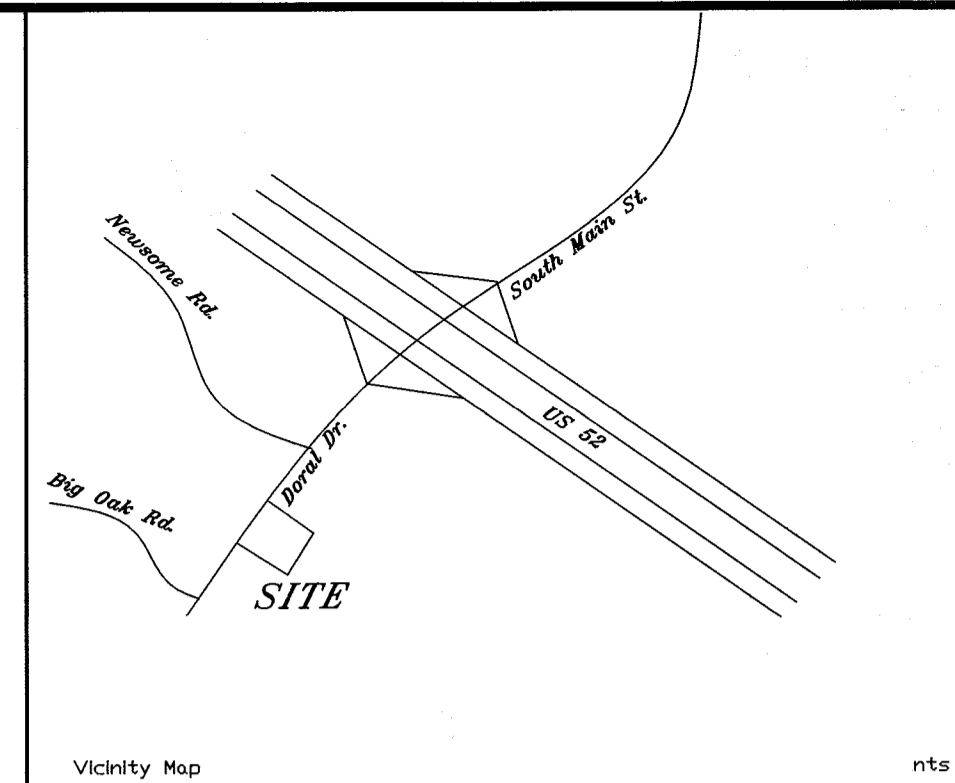 Newsome Rd.
South Main St.
US 52
Doral Dr.
Big Oak Rd.
SITE
Vicinity Map
nts